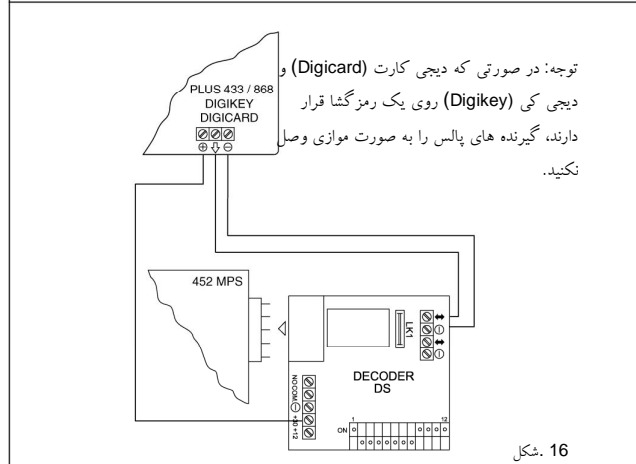 توجه: در صورتی که دیجی کارت (Digicard) و
دیجی کی (Digikey) روی یک رمزگشا قرار
دارند، گیرنده های پالس را به صورت موازی وصل
نکنید.
PLUS 433 / 868
DIGIKEY
DIGICARD
452 MPS
LK1
DECODER
DS
NO COM ⊖ +30 +12
1 12
ON
شکل. 16